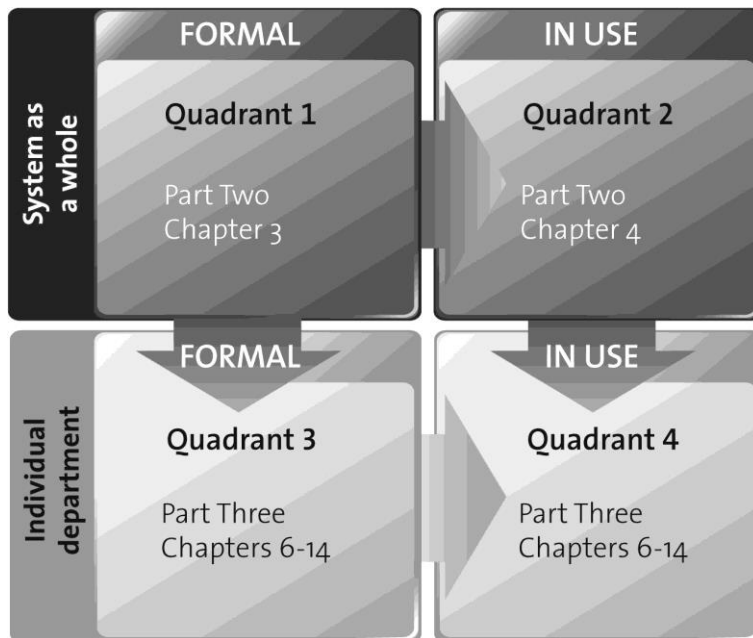 System as
a whole
FORMAL
Quadrant 1
Part Two
Chapter 3
IN USE
Quadrant 2
Part Two
Chapter 4
Individual
department
FORMAL
Quadrant 3
Part Three
Chapters 6-14
IN USE
Quadrant 4
Part Three
Chapters 6-14